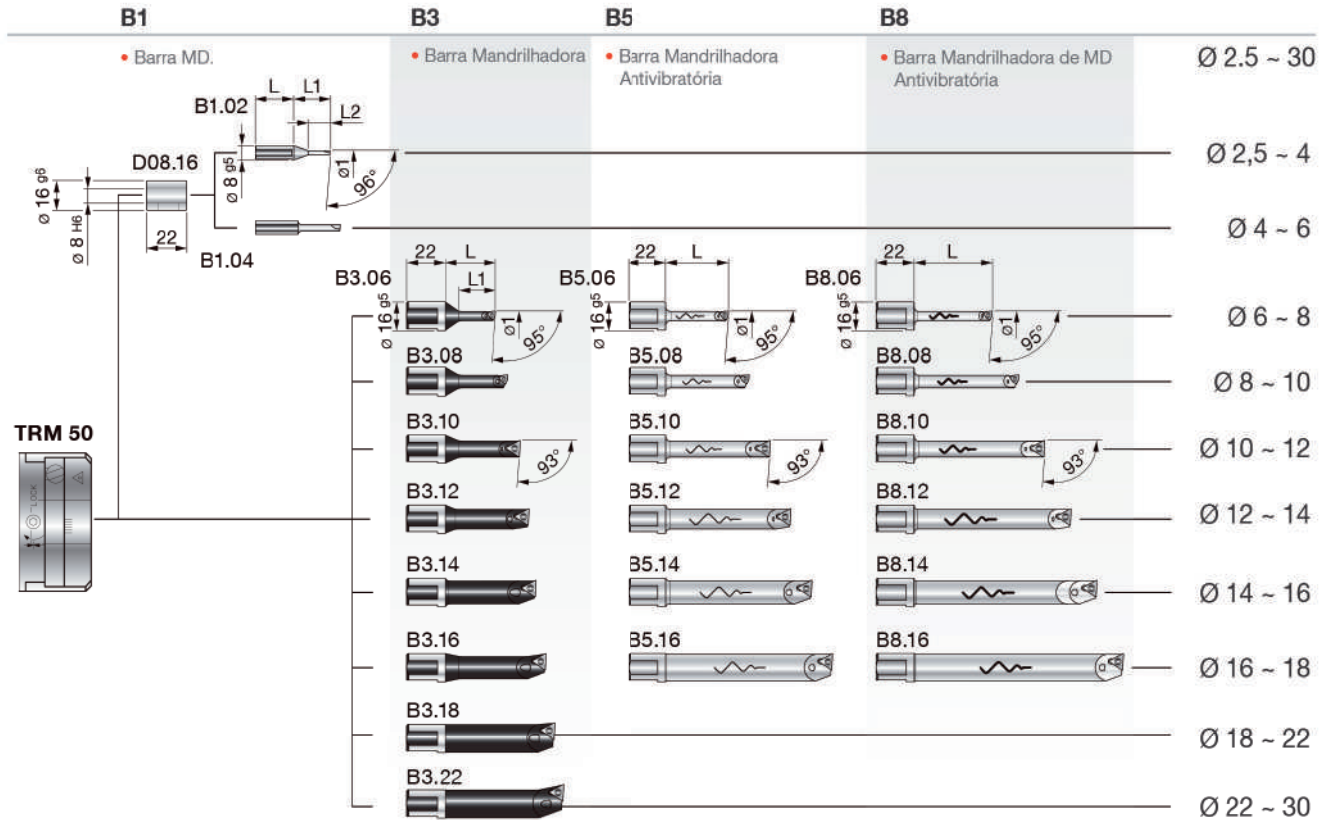 B1 B3 B5 B8
• Barra MD.
• Barra Mandrilhadora
• Barra Mandrilhadora
Antivibratória
• Barra Mandrilhadora de MD
Antivibratória
Ø 2.5 ~ 30
B1.02
L L1
L2
D08.16
Ø 16 g6
Ø 8 H6
22
Ø 8 g5
Ø1
96°
Ø 2,5 ~ 4
B1.04
Ø 4 ~ 6
B3.06
22 L
L1
Ø 16 g5
Ø1
95°
B5.06
22 L
Ø 16 g5
Ø1
95°
B8.06
22 L
Ø 16 g5
Ø1
95°
Ø 6 ~ 8
B3.08 B5.08 B8.08
Ø 8 ~ 10
TRM 50
LOCK
B3.10 B5.10 B8.10
93° 93° 93°
Ø 10 ~ 12
B3.12 B5.12 B8.12
Ø 12 ~ 14
B3.14 B5.14 B8.14
Ø 14 ~ 16
B3.16 B5.16 B8.16
Ø 16 ~ 18
B3.18
Ø 18 ~ 22
B3.22
Ø 22 ~ 30